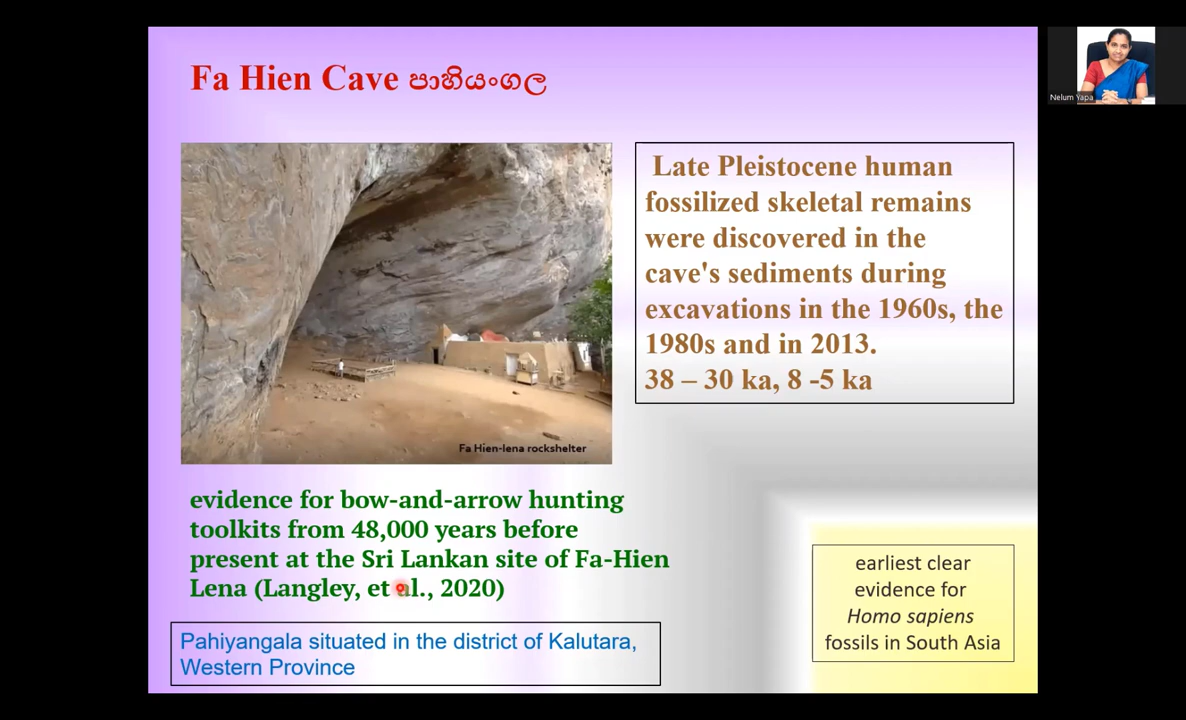 Fa Hien Cave පාහියංගල
Nelum Yapa
Late Pleistocene human
fossilized skeletal remains
were discovered in the
cave's sediments during
excavations in the 1960s, the
1980s and in 2013.
38 – 30 ka, 8 -5 ka
Fa Hien-lena rockshelter
evidence for bow-and-arrow hunting
toolkits from 48,000 years before
present at the Sri Lankan site of Fa-Hien
Lena (Langley, et al., 2020)
earliest clear
evidence for
Homo sapiens
fossils in South Asia
Pahiyangala situated in the district of Kalutara,
Western Province